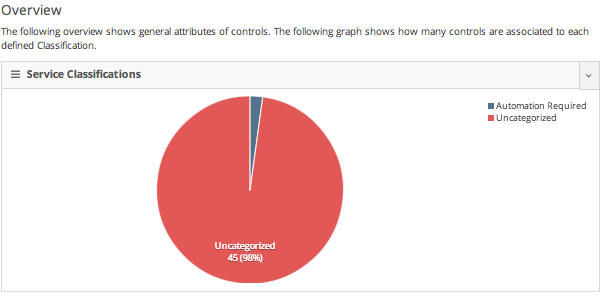 Overview
The following overview shows general attributes of controls. The following graph shows how many controls are associated to each
defined Classification.
Service Classifications
Automation Required
Uncategorized
Uncategorized
45 (98%)